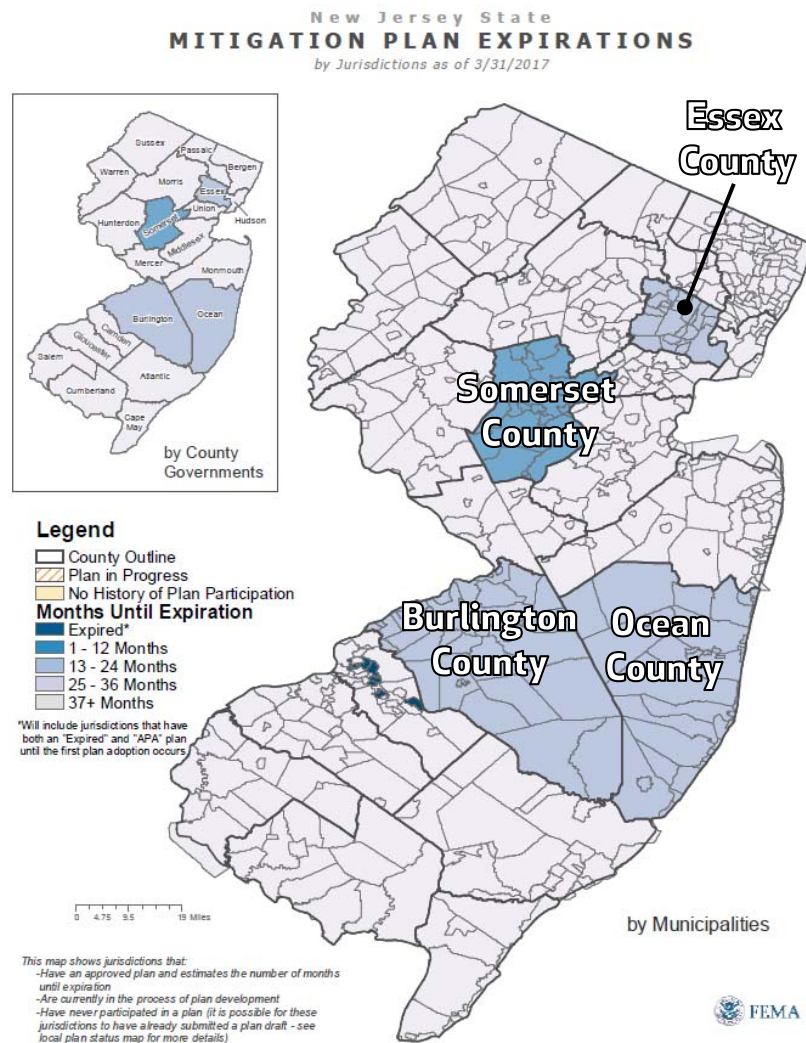 New Jersey State
MITIGATION PLAN EXPIRATIONS
by Jurisdictions as of 3/31/2017
Essex
County
Sussex
Passaic
Bergen
Warren
Morris
Essex
Union
Hudson
Hunterdon
Somerset
Middlesex
Mercer
Monmouth
Burlington
Ocean
Camden
Gloucester
Salem
Atlantic
Cumberland
Cape
May
by County
Governments
Somerset
County
Burlington
County
Ocean
County
Legend
County Outline
Plan in Progress
No History of Plan Participation
Months Until Expiration
Expired*
1 - 12 Months
13 - 24 Months
25 - 36 Months
37+ Months
*Will include jurisdictions that have
both an "Expired" and "APA" plan
until the first plan adoption occurs
0 4.75 9.5 19 Miles
by Municipalities
This map shows jurisdictions that:
-Have an approved plan and estimates the number of months
until expiration
-Are currently in the process of plan development
-Have never participated in a plan (it is possible for these
jurisdictions to have already submitted a plan draft - see
local plan status map for more details)
FEMA